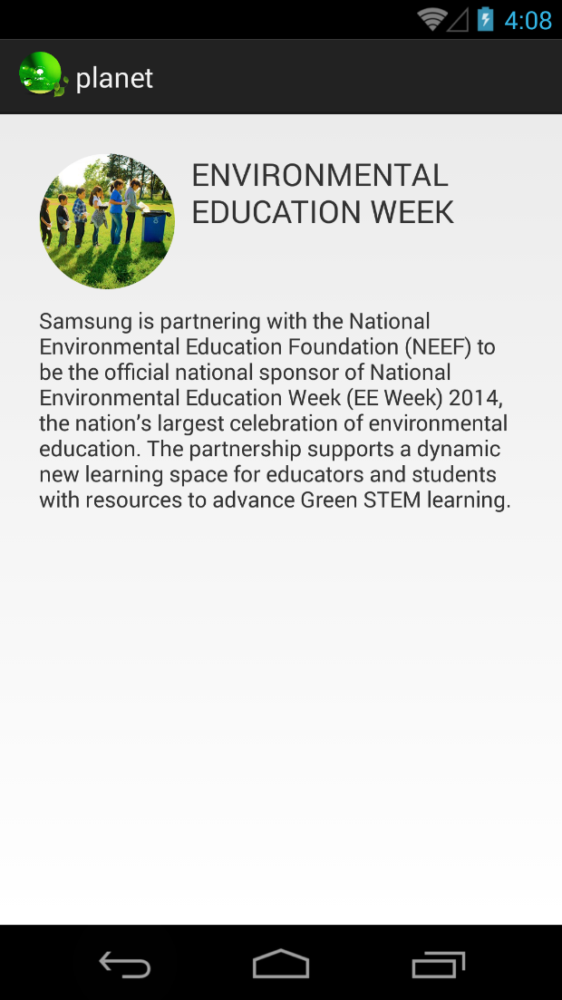 4:08
planet
ENVIRONMENTAL
EDUCATION WEEK
Samsung is partnering with the National
Environmental Education Foundation (NEEF) to
be the official national sponsor of National
Environmental Education Week (EE Week) 2014,
the nation’s largest celebration of environmental
education. The partnership supports a dynamic
new learning space for educators and students
with resources to advance Green STEM learning.